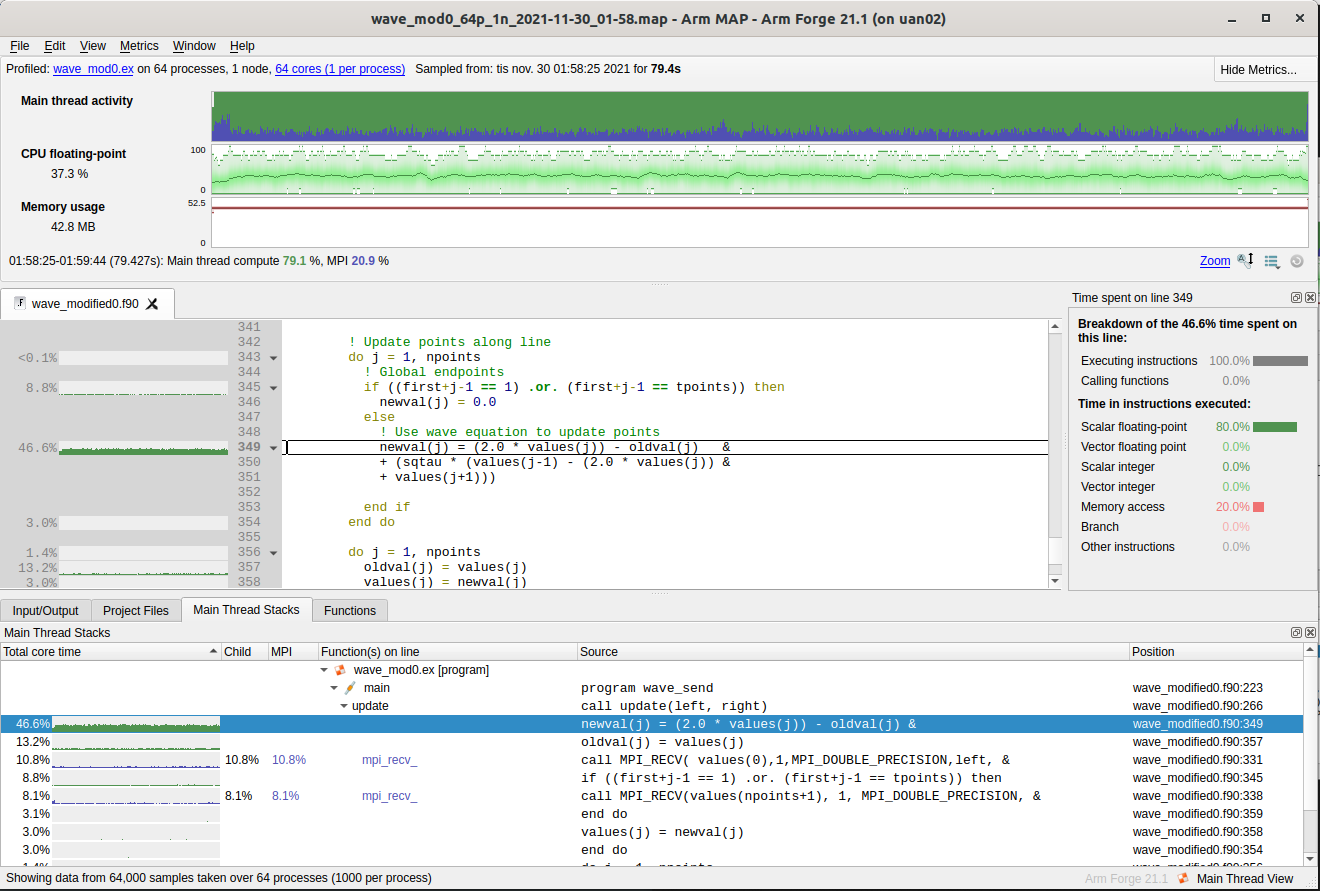 wave_mod0_64p_1n_2021-11-30_01-58.map - Arm MAP - Arm Forge 21.1 (on uan02)
File Edit View Metrics Window Help
Profiled: wave_mod0.ex on 64 processes, 1 node, 64 cores (1 per process) Sampled from: tis nov. 30 01:58:25 2021 for 79.4s
Hide Metrics...
Main thread activity
CPU floating-point 100
37.3 %
0
Memory usage 52.5
42.8 MB
0
01:58:25-01:59:44 (79.427s): Main thread compute 79.1 %, MPI 20.9 %
Zoom
wave_modified0.f90
341
342 ! Update points along line
<0.1% 343 do j = 1, npoints
344 ! Global endpoints
8.8% 345 if ((first+j-1 == 1) .or. (first+j-1 == tpoints)) then
346 newval(j) = 0.0
347 else
348 ! Use wave equation to update points
46.6% 349 newval(j) = (2.0 * values(j)) - oldval(j) &
350 + (sqtau * (values(j-1) - (2.0 * values(j)) &
351 + values(j+1)))
352
353 end if
3.0% 354 end do
355
1.4% 356 do j = 1, npoints
13.2% 357 oldval(j) = values(j)
3.0% 358 values(j) = newval(j)
Time spent on line 349
Breakdown of the 46.6% time spent on
this line:
Executing instructions 100.0%
Calling functions 0.0%
Time in instructions executed:
Scalar floating-point 80.0%
Vector floating point 0.0%
Scalar integer 0.0%
Vector integer 0.0%
Memory access 20.0%
Branch 0.0%
Other instructions 0.0%
Input/Output Project Files Main Thread Stacks Functions
Main Thread Stacks
Total core time Child MPI Function(s) on line Source Position
wave_mod0.ex [program]
main program wave_send wave_modified0.f90:223
update call update(left, right) wave_modified0.f90:266
46.6% newval(j) = (2.0 * values(j)) - oldval(j) & wave_modified0.f90:349
13.2% oldval(j) = values(j) wave_modified0.f90:357
10.8% 10.8% 10.8% mpi_recv_ call MPI_RECV( values(0),1,MPI_DOUBLE_PRECISION,left, & wave_modified0.f90:331
8.8% if ((first+j-1 == 1) .or. (first+j-1 == tpoints)) then wave_modified0.f90:345
8.1% 8.1% 8.1% mpi_recv_ call MPI_RECV(values(npoints+1), 1, MPI_DOUBLE_PRECISION, & wave_modified0.f90:338
3.1% end do wave_modified0.f90:359
3.0% values(j) = newval(j) wave_modified0.f90:358
3.0% end do wave_modified0.f90:354
Showing data from 64,000 samples taken over 64 processes (1000 per process)
Arm Forge 21.1 Main Thread View